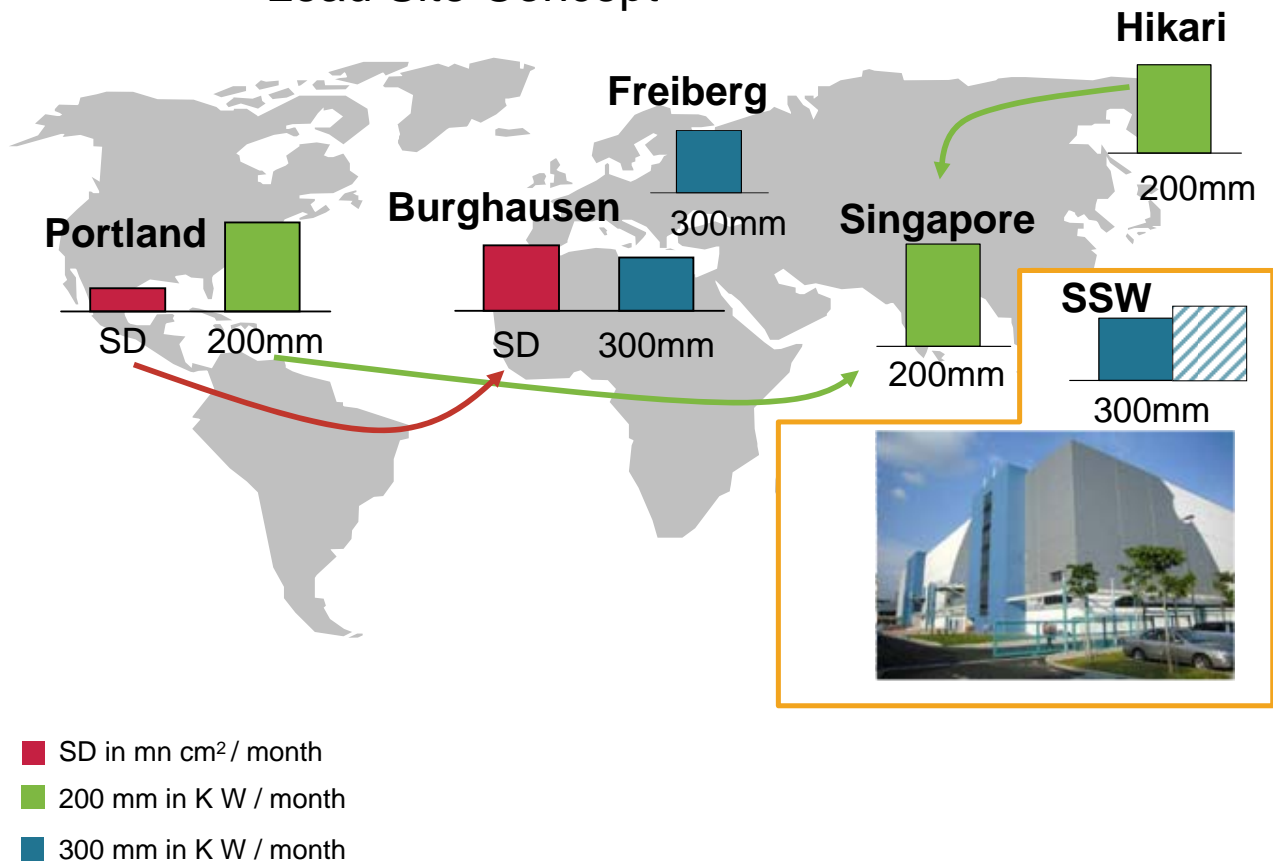 Hikari
Freiberg
200mm
Burghausen
300mm
Singapore
Portland
SSW
SD
200mm
SD
300mm
200mm
300mm
SD in mn cm² / month
200 mm in K W / month
300 mm in K W / month